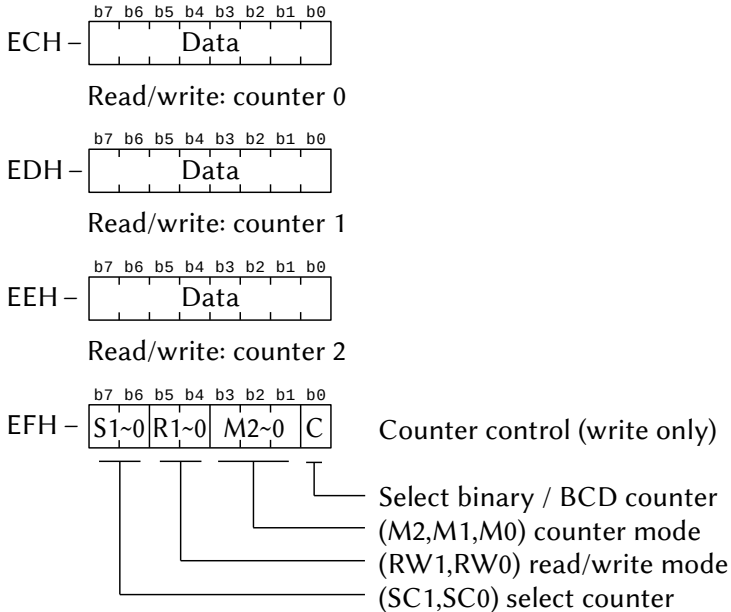 b7 b6 b5 b4 b3 b2 b1 b0
ECH – Data
Read/write: counter 0
b7 b6 b5 b4 b3 b2 b1 b0
EDH – Data
Read/write: counter 1
b7 b6 b5 b4 b3 b2 b1 b0
EEH – Data
Read/write: counter 2
b7 b6 b5 b4 b3 b2 b1 b0
EFH – S1~0 R1~0 M2~0 C Counter control (write only)
Select binary / BCD counter
(M2,M1,M0) counter mode
(RW1,RW0) read/write mode
(SC1,SC0) select counter